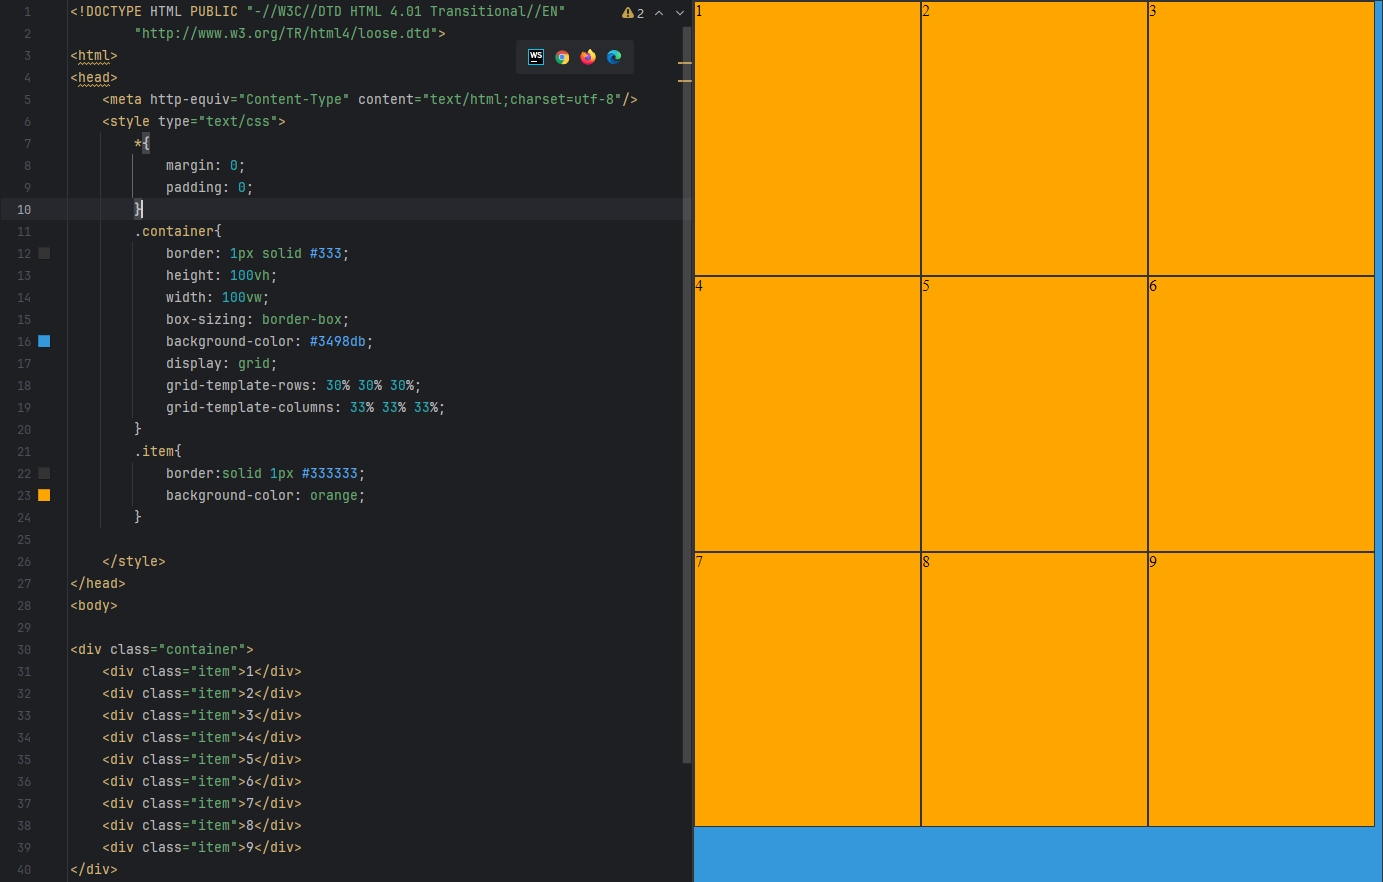 1 <!DOCTYPE HTML PUBLIC "-//W3C//DTD HTML 4.01 Transitional//EN" 2
2 "http://www.w3.org/TR/html4/loose.dtd">
3 <html>
WS
4 <head>
5 <meta http-equiv="Content-Type" content="text/html;charset=utf-8"/>
6 <style type="text/css">
7 *{
8 margin: 0;
9 padding: 0;
10 }
11 .container{
12 border: 1px solid #333;
13 height: 100vh;
14 width: 100vw;
15 box-sizing: border-box;
16 background-color: #3498db;
17 display: grid;
18 grid-template-rows: 30% 30% 30%;
19 grid-template-columns: 33% 33% 33%;
20 }
21 .item{
22 border:solid 1px #333333;
23 background-color: orange;
24 }
25
26 </style>
27 </head>
28 <body>
29
30 <div class="container">
31 <div class="item">1</div>
32 <div class="item">2</div>
33 <div class="item">3</div>
34 <div class="item">4</div>
35 <div class="item">5</div>
36 <div class="item">6</div>
37 <div class="item">7</div>
38 <div class="item">8</div>
39 <div class="item">9</div>
40 </div>
1 2 3
4 5 6
7 8 9